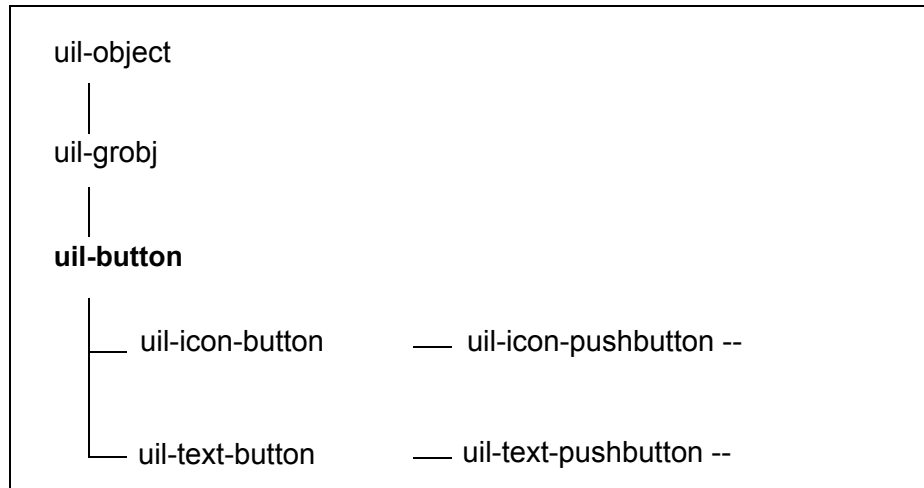 uil-object
uil-grobj
uil-button
uil-icon-button uil-icon-pushbutton --
uil-text-button uil-text-pushbutton --